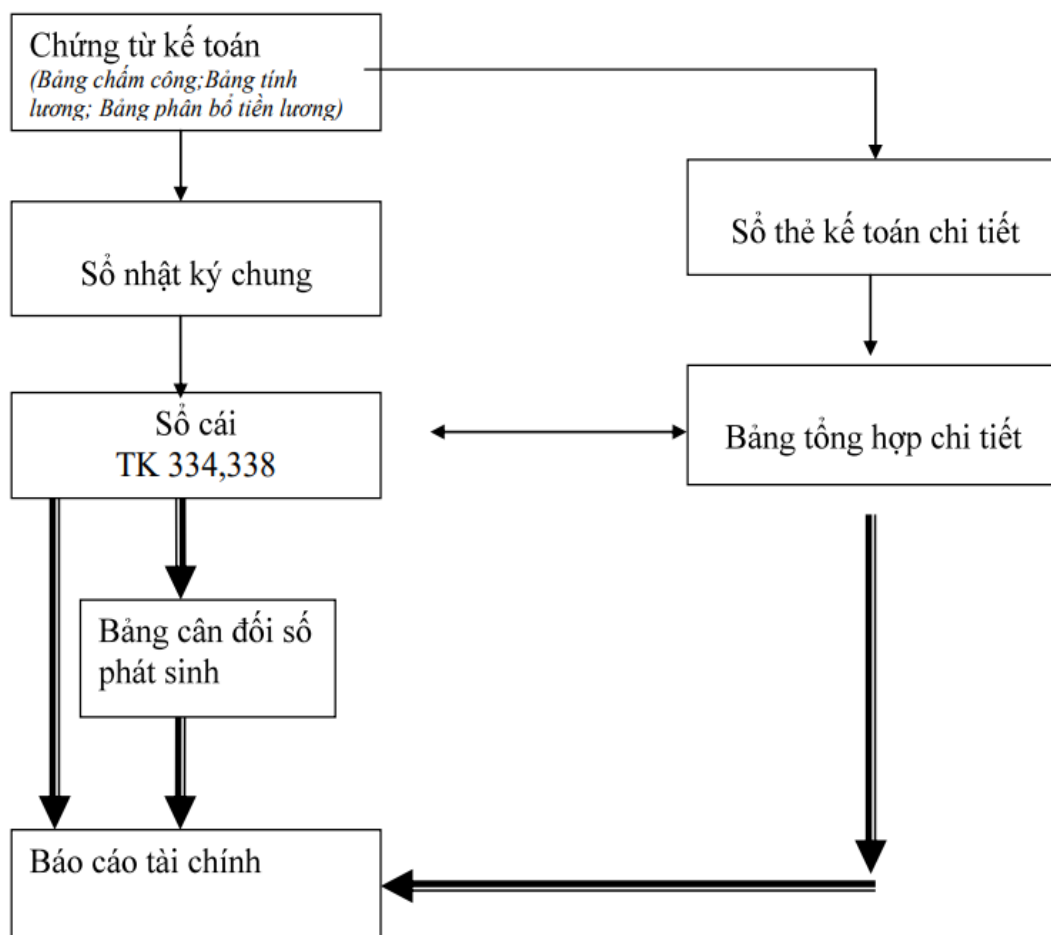 Chứng từ kế toán
(Bảng chấm công;Bảng tính
lương; Bảng phân bổ tiền lương)
Sổ thẻ kế toán chi tiết
Sổ nhật ký chung
Sổ cái
TK 334,338
Bảng tổng hợp chi tiết
Bảng cân đối số
phát sinh
Báo cáo tài chính